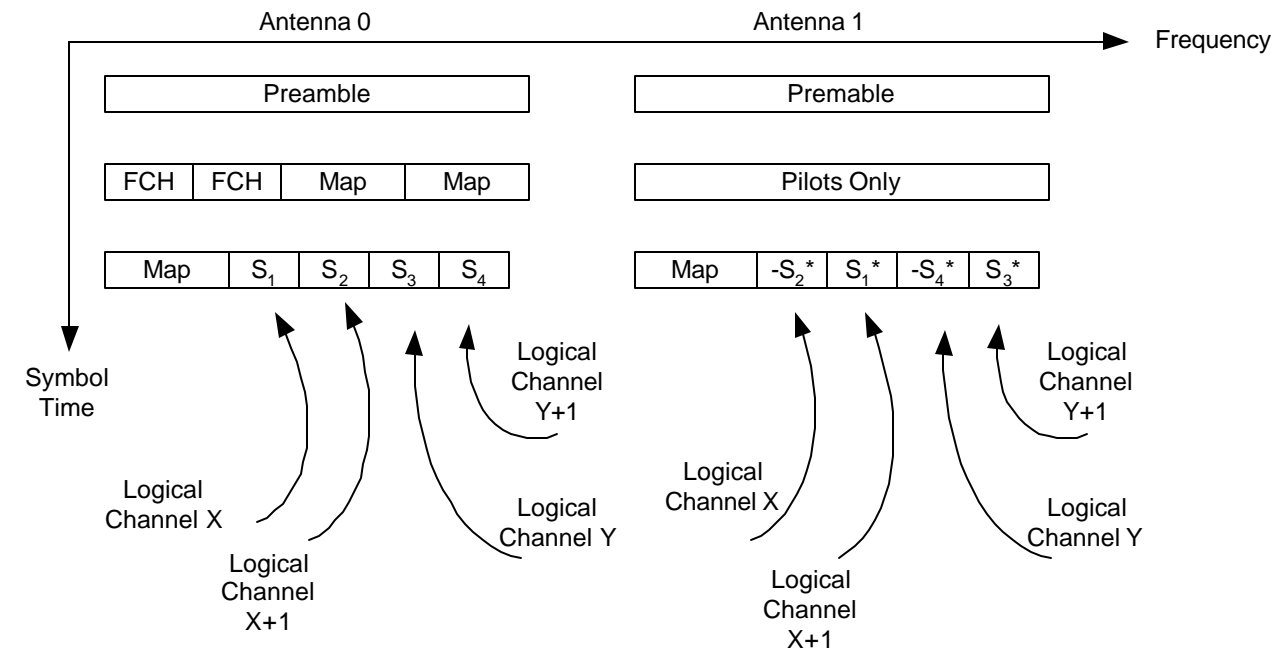 Antenna 0
Antenna 1
Frequency
Preamble
Premable
FCH FCH Map Map
Pilots Only
Map S1 S2 S3 S4
Map -S2* S1* -S4* S3*
Symbol
Time
Logical
Channel
Y+1
Logical
Channel
Y+1
Logical
Channel X
Logical
Channel Y
Logical
Channel
X+1
Logical
Channel X
Logical
Channel Y
Logical
Channel
X+1